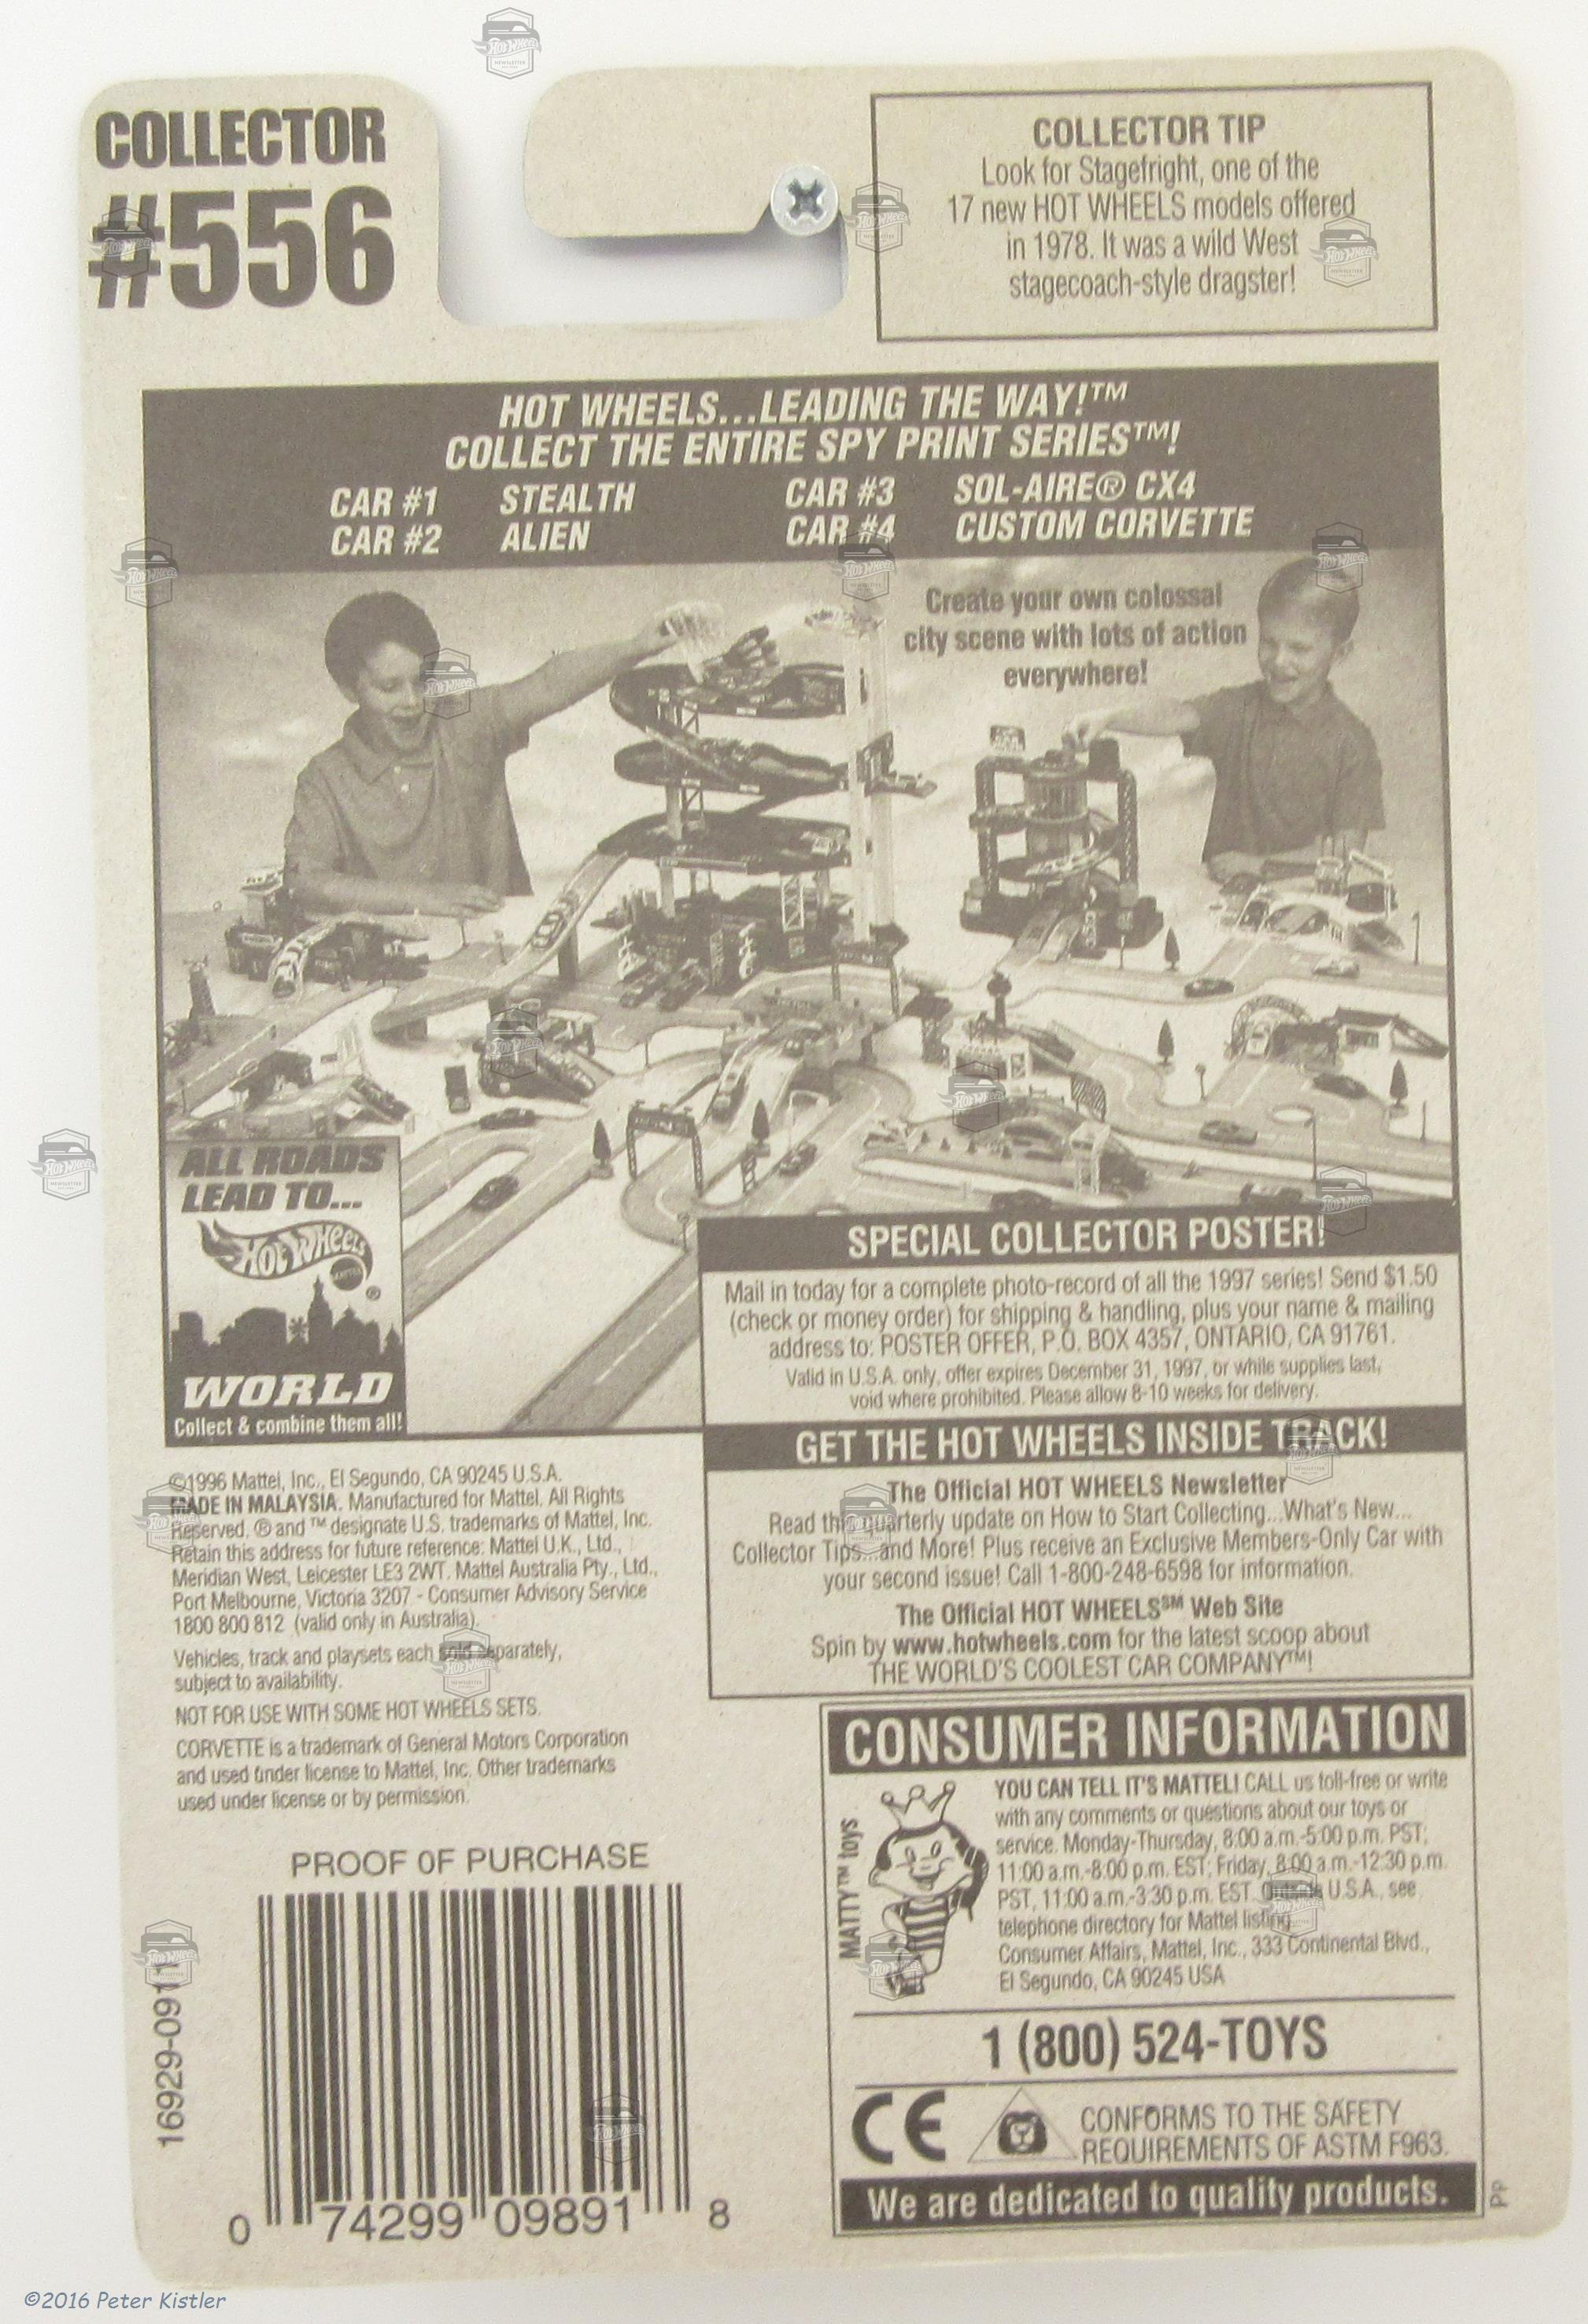 COLLECTOR
#556
COLLECTOR TIP
Look for Stagefright, one of the
17 new HOT WHEELS models offered
in 1978. It was a wild West
stagecoach-style dragster!
HOT WHEELS...LEADING THE WAY!™
COLLECT THE ENTIRE SPY PRINT SERIES™!
CAR #1 STEALTH CAR #3 SOL-AIRE® CX4
CAR #2 ALIEN CAR #4 CUSTOM CORVETTE
Create your own colossal
city scene with lots of action
everywhere!
ALL ROADS
LEAD TO...
Hot Wheels
MATTEL
®
WORLD
Collect & combine them all!
SPECIAL COLLECTOR POSTER!
Mail in today for a complete photo-record of all the 1997 series! Send $1.50
(check or money order) for shipping & handling, plus your name & mailing
address to: POSTER OFFER, P.O. BOX 4357, ONTARIO, CA 91761.
Valid in U.S.A. only, offer expires December 31, 1997, or while supplies last,
void where prohibited. Please allow 8-10 weeks for delivery.
GET THE HOT WHEELS INSIDE TRACK!
The Official HOT WHEELS Newsletter
Read this quarterly update on How to Start Collecting...What's New...
Collector Tips...and More! Plus receive an Exclusive Members-Only Car with
your second issue! Call 1-800-248-6598 for information.
The Official HOT WHEELS℠ Web Site
Spin by www.hotwheels.com for the latest scoop about
THE WORLD'S COOLEST CAR COMPANY™!
©1996 Mattel, Inc., El Segundo, CA 90245 U.S.A.
MADE IN MALAYSIA. Manufactured for Mattel. All Rights
Reserved. ® and ™ designate U.S. trademarks of Mattel, Inc.
Retain this address for future reference: Mattel U.K., Ltd.,
Meridian West, Leicester LE3 2WT. Mattel Australia Pty., Ltd.,
Port Melbourne, Victoria 3207 - Consumer Advisory Service
1800 800 812 (valid only in Australia).
Vehicles, track and playsets each sold separately,
subject to availability.
NOT FOR USE WITH SOME HOT WHEELS SETS.
CORVETTE is a trademark of General Motors Corporation
and used under license to Mattel, Inc. Other trademarks
used under license or by permission.
PROOF OF PURCHASE
16929-0911
0 74299 09891 8
CONSUMER INFORMATION
MATTY™ toys
YOU CAN TELL IT'S MATTEL! CALL us toll-free or write
with any comments or questions about our toys or
service. Monday-Thursday, 8:00 a.m.-5:00 p.m. PST;
11:00 a.m.-8:00 p.m. EST; Friday, 8:00 a.m.-12:30 p.m.
PST, 11:00 a.m.-3:30 p.m. EST. Outside U.S.A., see
telephone directory for Mattel listing.
Consumer Affairs, Mattel, Inc., 333 Continental Blvd.,
El Segundo, CA 90245 USA
1 (800) 524-TOYS
CE
CONFORMS TO THE SAFETY
REQUIREMENTS OF ASTM F963.
We are dedicated to quality products.
PP
©2016 Peter Kistler